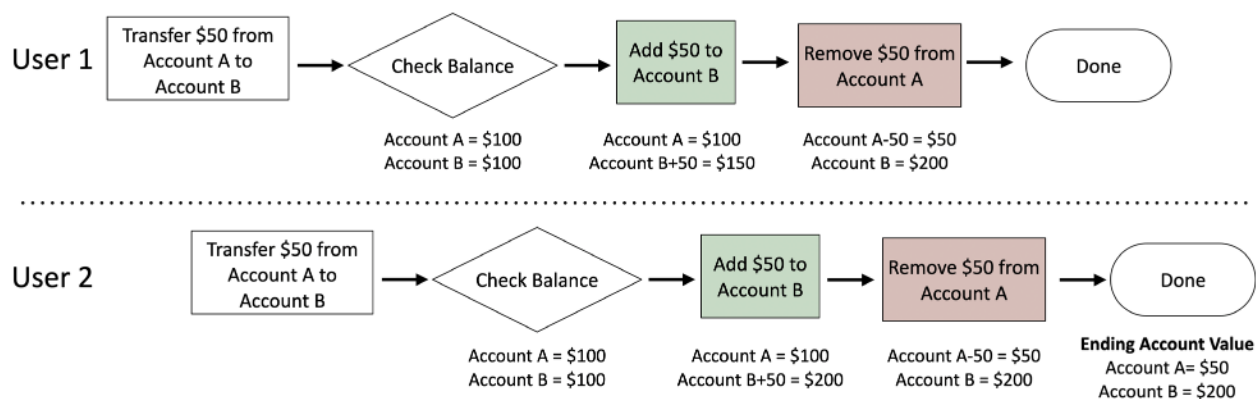 User 1
Transfer $50 from
Account A to
Account B
Check Balance
Account A = $100
Account B = $100
Add $50 to
Account B
Account A = $100
Account B+50 = $150
Remove $50 from
Account A
Account A-50 = $50
Account B = $200
Done
User 2
Transfer $50 from
Account A to
Account B
Check Balance
Account A = $100
Account B = $100
Add $50 to
Account B
Account A = $100
Account B+50 = $200
Remove $50 from
Account A
Account A-50 = $50
Account B = $200
Done
Ending Account Value
Account A= $50
Account B = $200